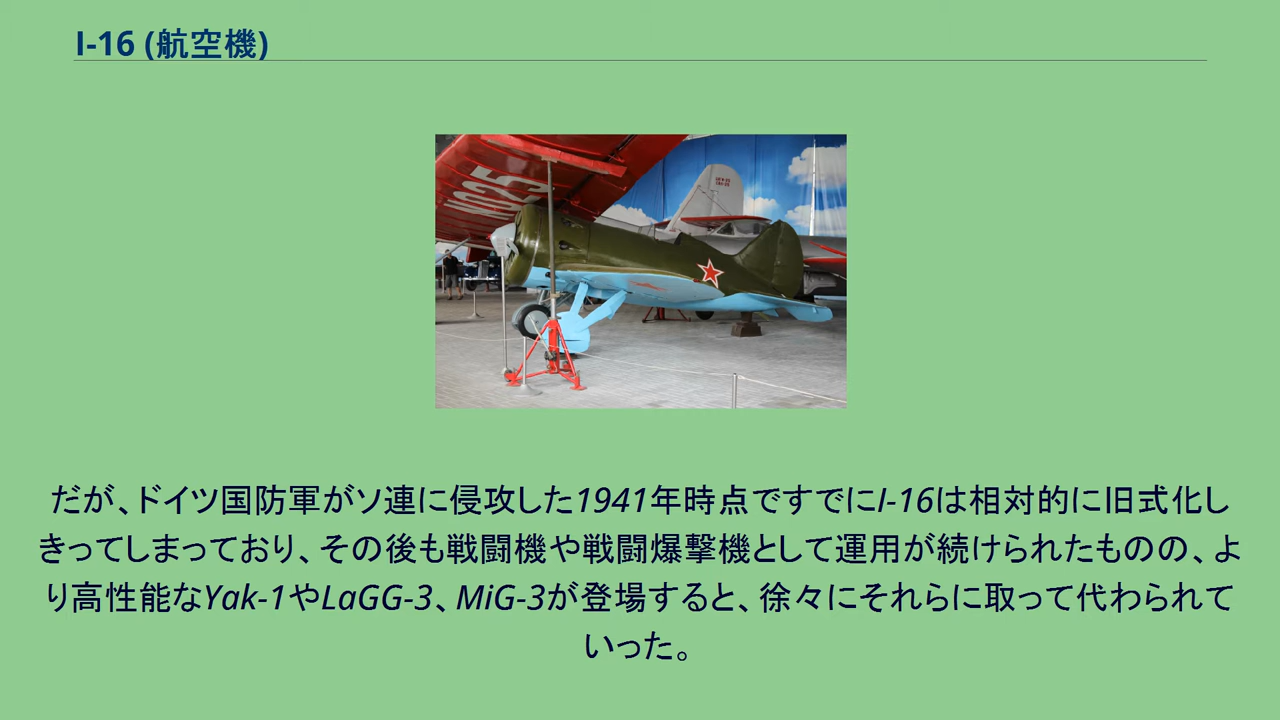 I-16 (航空機)
だが、ドイツ国防軍がソ連に侵攻した1941年時点ですでにI-16は相対的に旧式化し
きってしまっており、その後も戦闘機や戦闘爆撃機として運用が続けられたものの、よ
り高性能なYak-1やLaGG-3、MiG-3が登場すると、徐々にそれらに取って代わられて
いった。